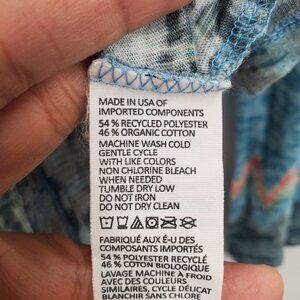 MADE IN USA OF
IMPORTED COMPONENTS
54 % RECYCLED POLYESTER
46 % ORGANIC COTTON
MACHINE WASH COLD
GENTLE CYCLE
WITH LIKE COLORS
NON CHLORINE BLEACH
WHEN NEEDED
TUMBLE DRY LOW
DO NOT IRON
DO NOT DRY CLEAN
FABRIQUÉ AUX É-U DES
COMPOSANTS IMPORTÉS
54 % POLYESTER RECYCLÉ
46 % COTON BIOLOGIQUE
LAVAGE MACHINE À FROID
AVEC DES COULEURS
SIMILAIRES, CYCLE DÉLICAT
BLANCHIR SANS CHLORE